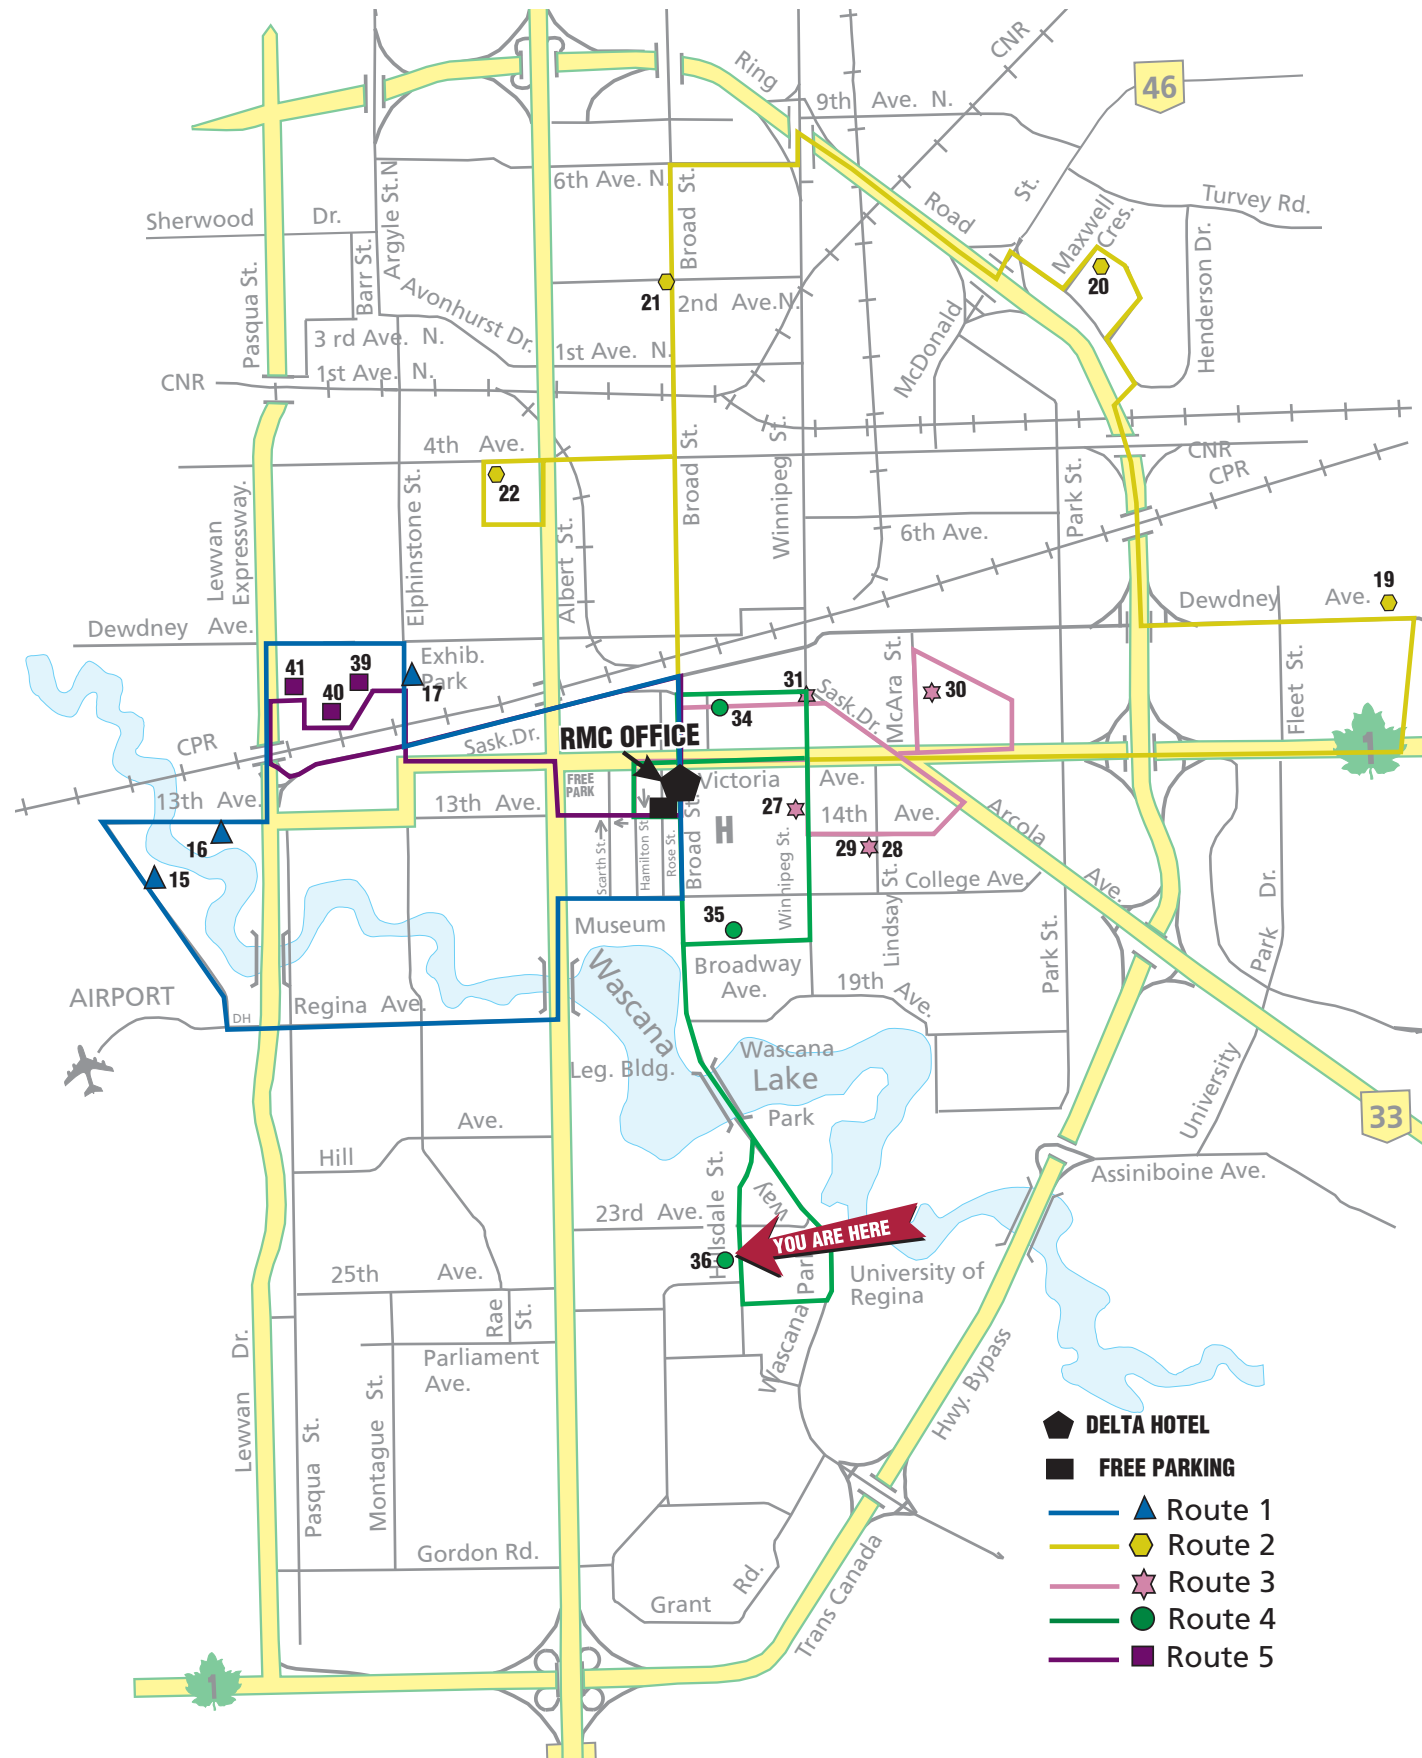 CNR
46
Ring
9th Ave. N.
6th Ave. N.
Broad St.
St.
Turvey Rd.
Maxwell
Cres.
Road
Sherwood Dr.
Argyle St.N
Barr St.
Pasqua St.
Henderson Dr.
20
21
2nd Ave.N.
Avonhurst Dr.
3 rd Ave. N.
1st Ave. N.
1st Ave. N.
McDonald
CNR
4th Ave.
Broad St.
Winnipeg St.
CNR
CPR
22
Park St.
6th Ave.
Lewvan
Expressway.
Elphinstone St.
Albert St.
19
Dewdney Ave.
Dewdney Ave.
Exhib.
Park
41
39
40
17
31
Sask.Dr.
McAra St.
30
Fleet St.
34
CPR
Sask.Dr.
RMC OFFICE
1
FREE
PARK
Victoria Ave.
13th Ave.
13th Ave.
27
14th Ave.
Arcola Ave.
H
16
15
29
28
Scarth St.
Hamilton St.
Rose St.
Broad St.
Winnipeg St.
Lindsay St.
College Ave
Park Dr.
35
Museum
Park St.
Broadway
Ave.
19th Ave.
Wascana
AIRPORT
DH
Regina Ave.
Wascana
Lake
Park
Leg. Bldg.
University
33
Hill Ave.
Hillsdale St.
Way
Assiniboine Ave.
23rd Ave.
YOU ARE HERE
36
25th Ave.
University of
Regina
Wascana Park
Rae St.
Lewvan Dr.
Parliament
Ave.
Hwy. Bypass
Pasqua St.
Montague St.
DELTA HOTEL
FREE PARKING
Route 1
Route 2
Route 3
Route 4
Route 5
Gordon Rd.
Grant Rd.
Trans Canada
1